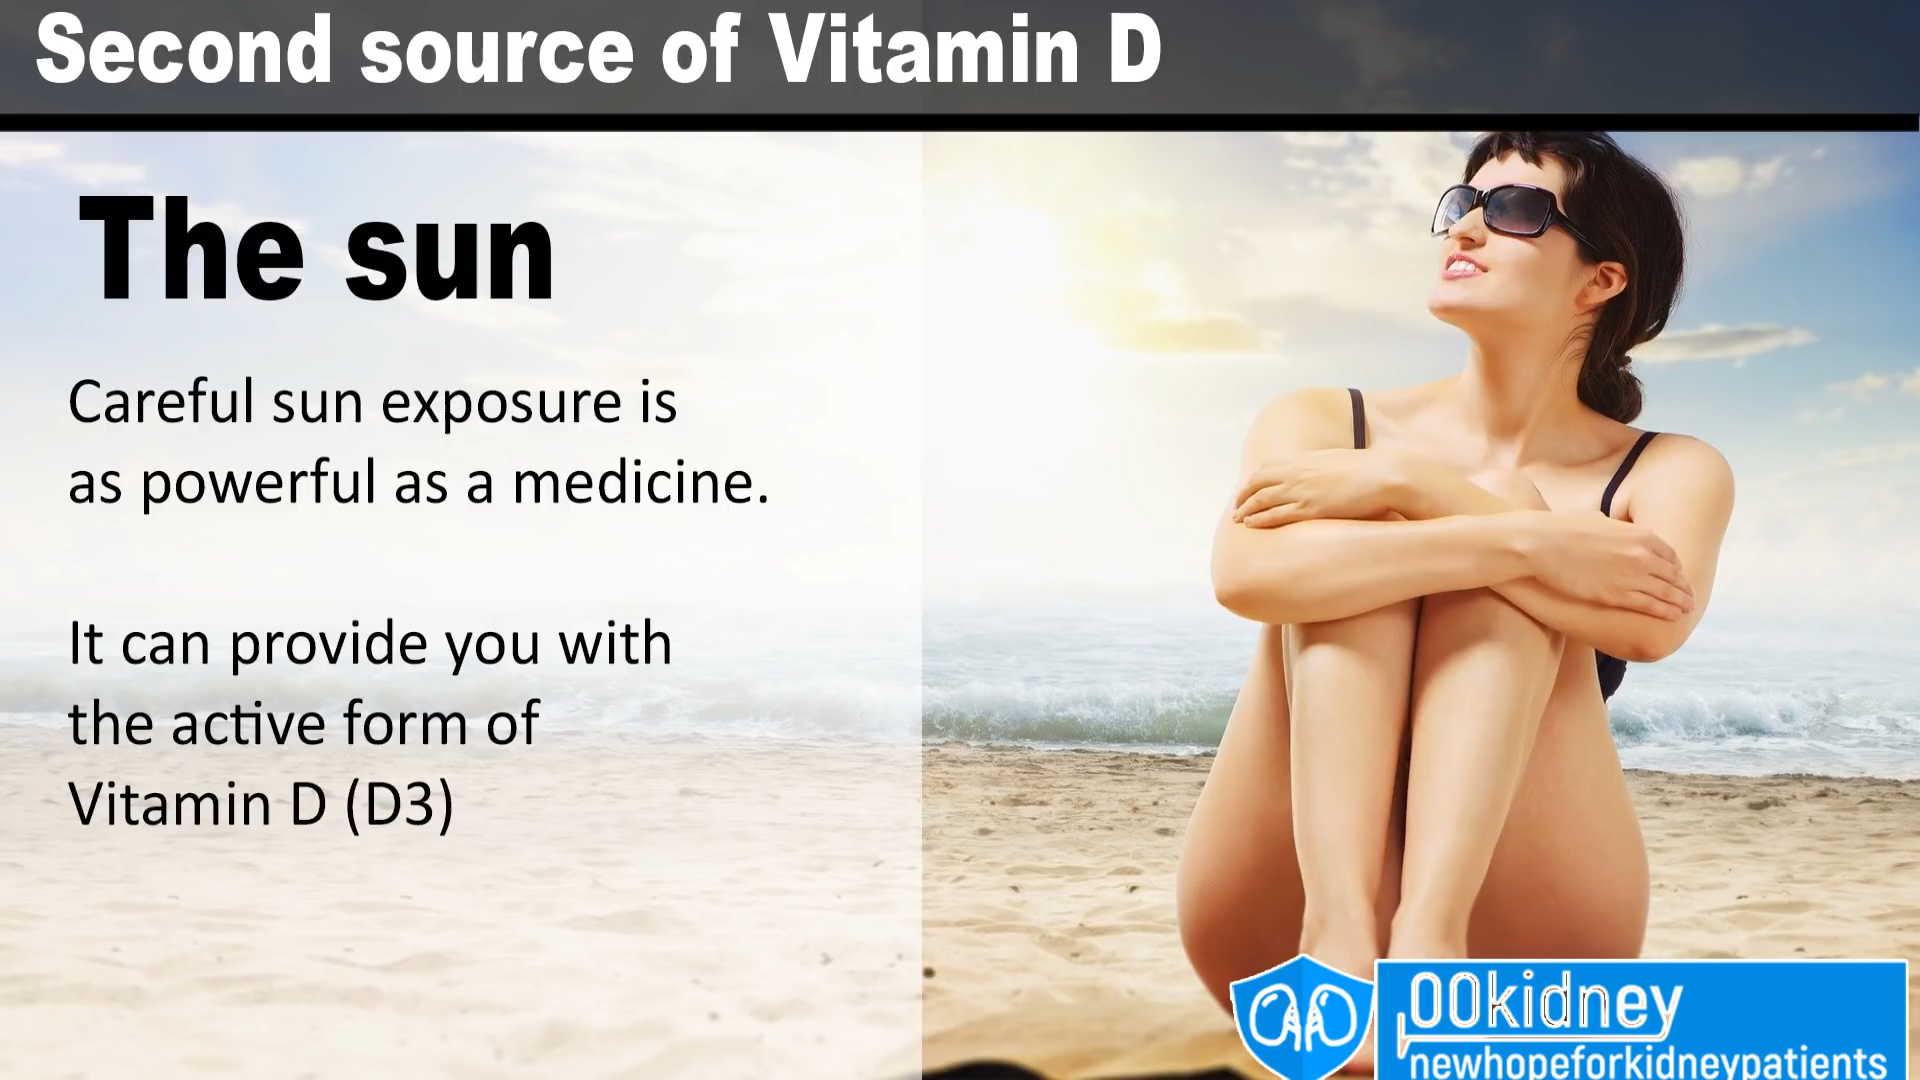 Second source of Vitamin D
The sun
Careful sun exposure is
as powerful as a medicine.
It can provide you with
the active form of
Vitamin D (D3)
00kidney
newhopeforkidneypatients